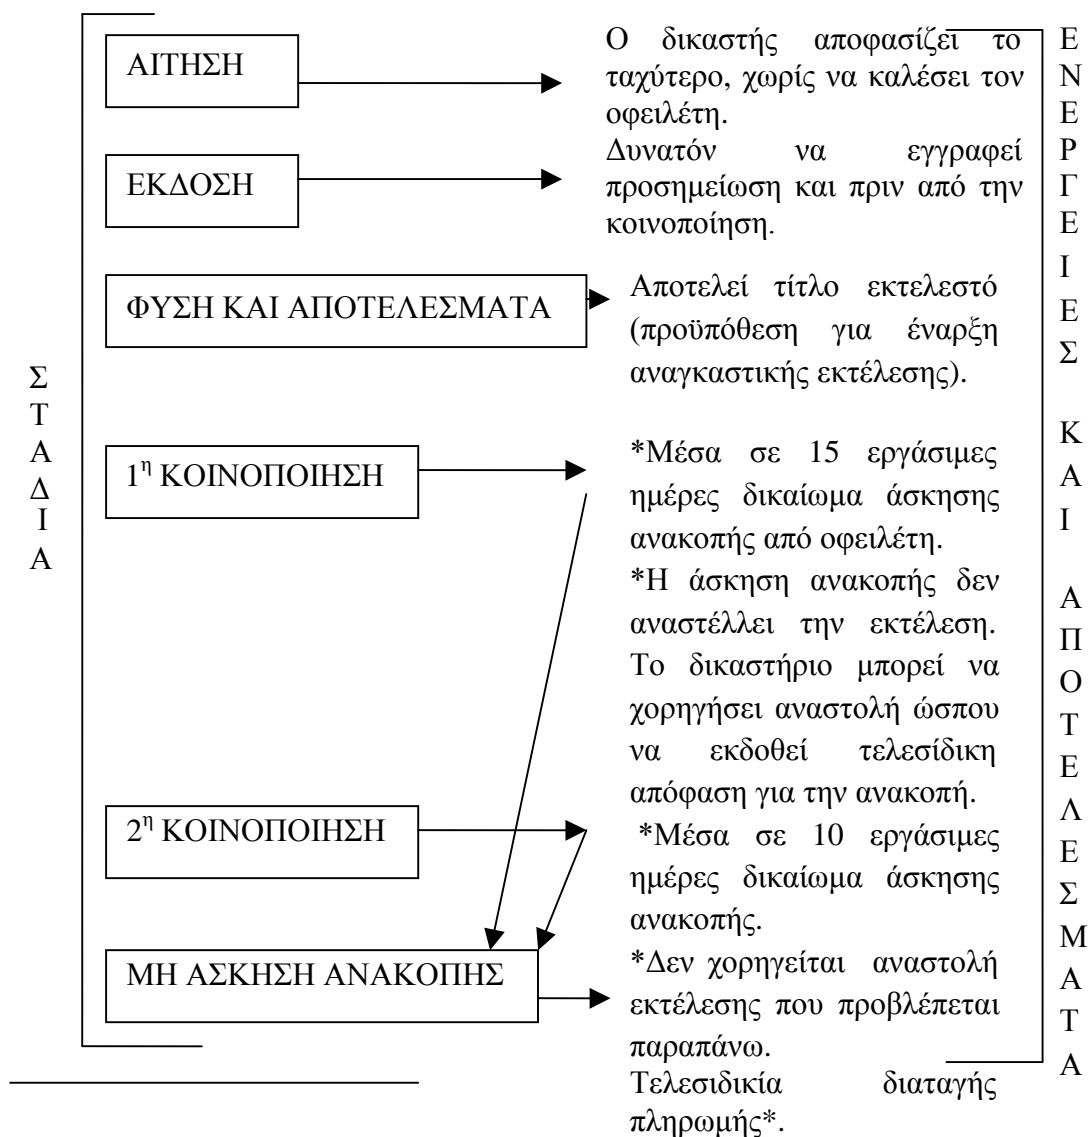 ΣΤΑΔΙΑ
ΑΙΤΗΣΗ
Ο δικαστής αποφασίζει το
ταχύτερο, χωρίς να καλέσει τον
οφειλέτη.
ΕΚΔΟΣΗ
Δυνατόν να εγγραφεί
προσημείωση και πριν από την
κοινοποίηση.
ΦΥΣΗ ΚΑΙ ΑΠΟΤΕΛΕΣΜΑΤΑ
Αποτελεί τίτλο εκτελεστό
(προϋπόθεση για έναρξη
αναγκαστικής εκτέλεσης).
1η ΚΟΙΝΟΠΟΙΗΣΗ
*Μέσα σε 15 εργάσιμες
ημέρες δικαίωμα άσκησης
ανακοπής από οφειλέτη.
*Η άσκηση ανακοπής δεν
αναστέλλει την εκτέλεση.
Το δικαστήριο μπορεί να
χορηγήσει αναστολή ώσπου
να εκδοθεί τελεσίδικη
απόφαση για την ανακοπή.
2η ΚΟΙΝΟΠΟΙΗΣΗ
*Μέσα σε 10 εργάσιμες
ημέρες δικαίωμα άσκησης
ανακοπής.
ΜΗ ΑΣΚΗΣΗ ΑΝΑΚΟΠΗΣ
*Δεν χορηγείται αναστολή
εκτέλεσης που προβλέπεται
παραπάνω.
Τελεσιδικία διαταγής
πληρωμής*.
ΕΝΕΡΓΕΙΕΣ ΚΑΙ ΑΠΟΤΕΛΕΣΜΑΤΑ